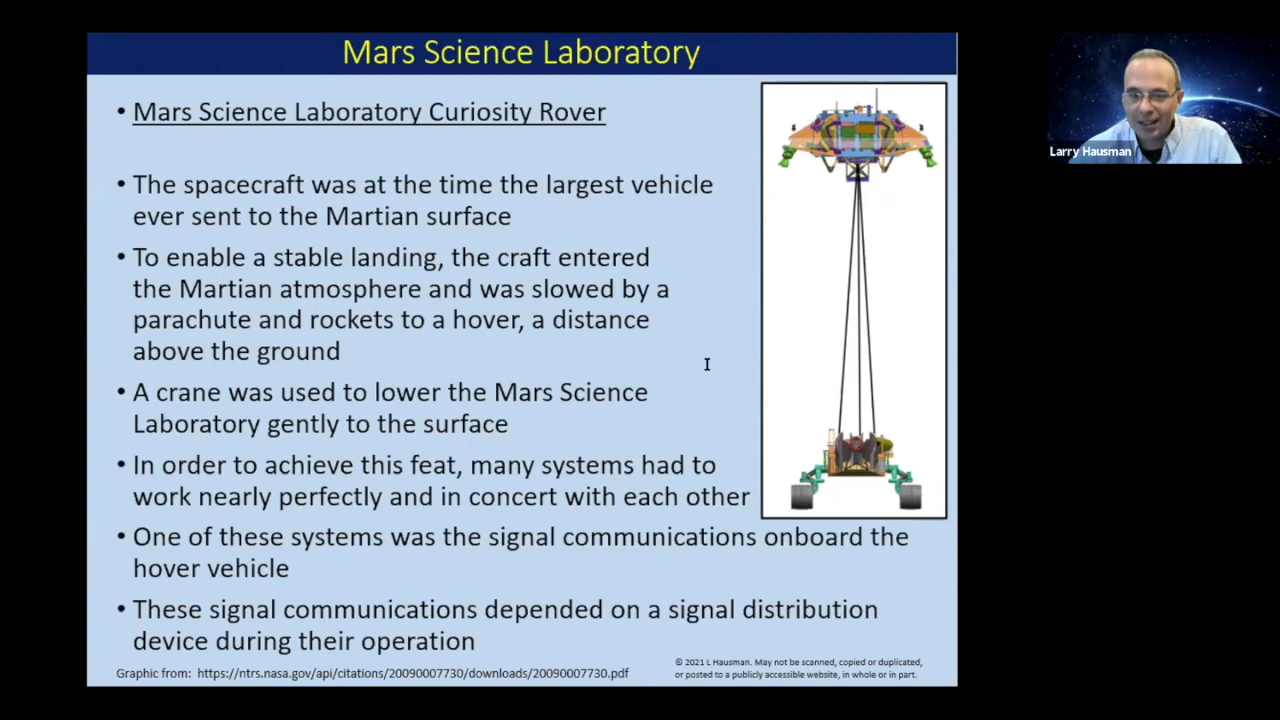 Mars Science Laboratory
• Mars Science Laboratory Curiosity Rover
• The spacecraft was at the time the largest vehicle
ever sent to the Martian surface
• To enable a stable landing, the craft entered
the Martian atmosphere and was slowed by a
parachute and rockets to a hover, a distance
above the ground
• A crane was used to lower the Mars Science
Laboratory gently to the surface
• In order to achieve this feat, many systems had to
work nearly perfectly and in concert with each other
• One of these systems was the signal communications onboard the
hover vehicle
• These signal communications depended on a signal distribution
device during their operation
Graphic from: https://ntrs.nasa.gov/api/citations/20090007730/downloads/20090007730.pdf
© 2021 L Hausman. May not be scanned, copied or duplicated,
or posted to a publicly accessible website, in whole or in part.
Larry Hausman